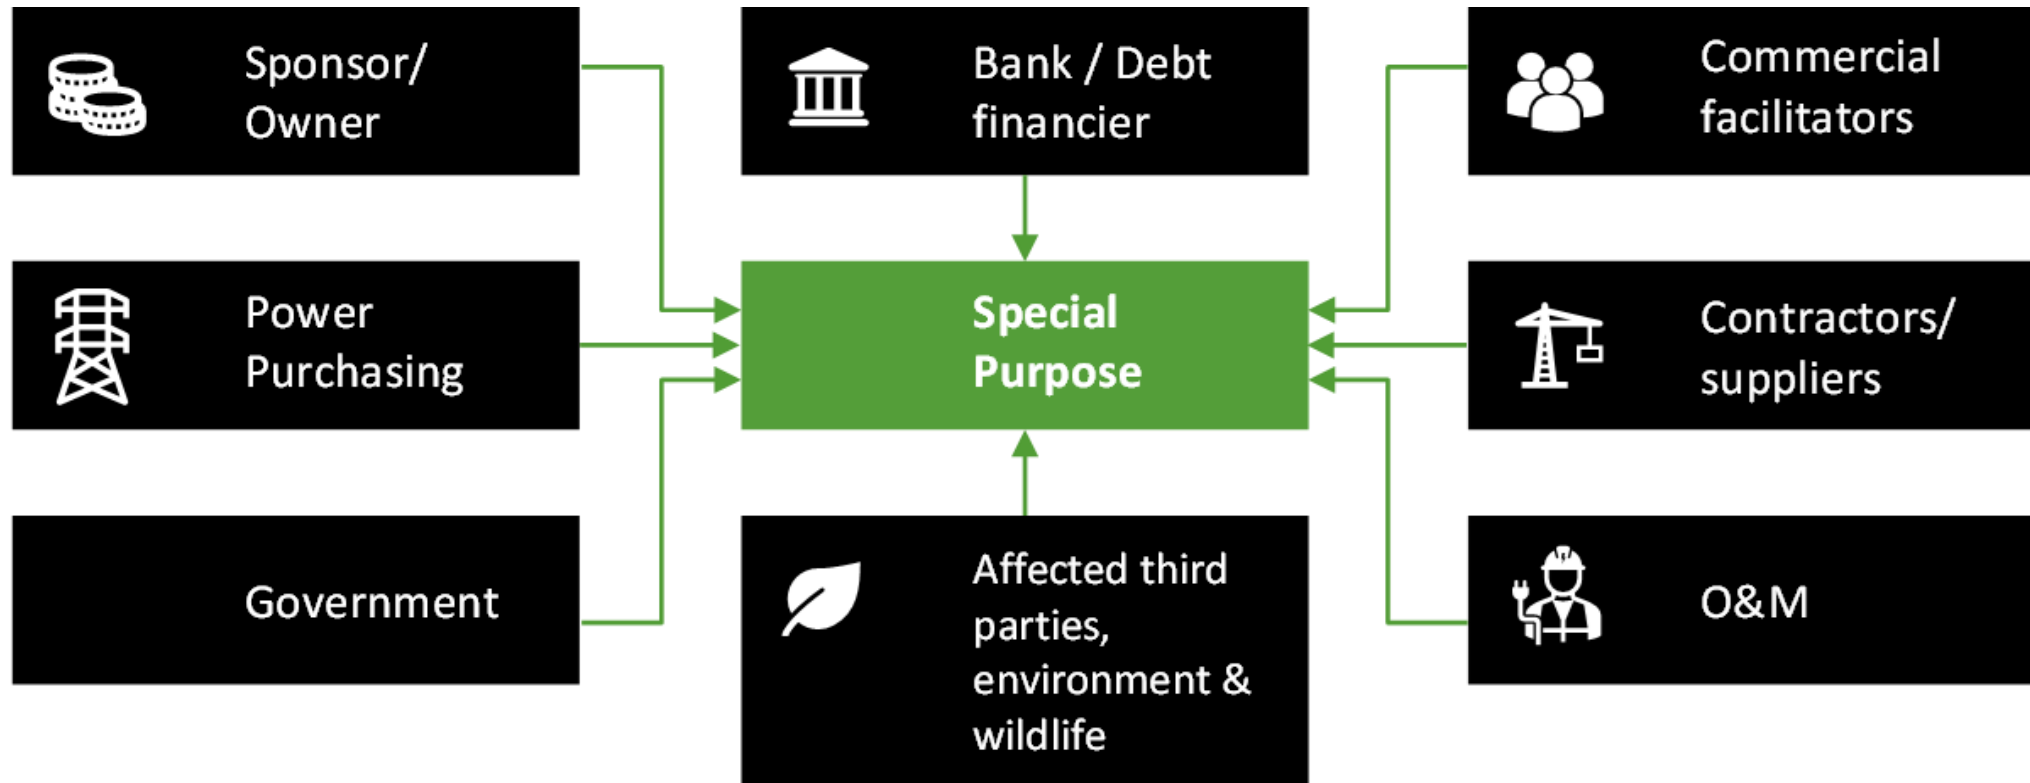 Sponsor/
Owner
Bank / Debt
financier
Commercial
facilitators
Power
Purchasing
Special
Purpose
Contractors/
suppliers
Government
Affected third
parties,
environment &
wildlife
O&M